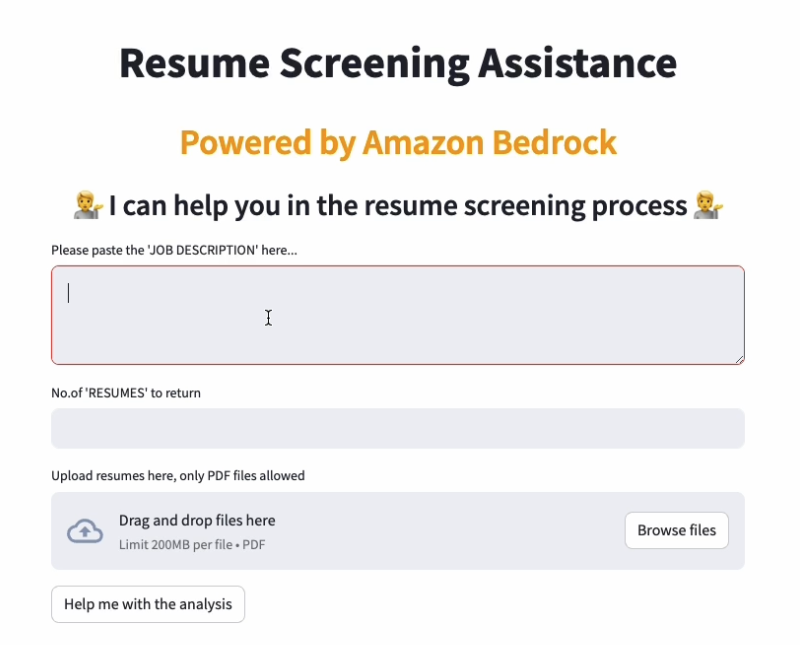 Resume Screening Assistance
Powered by Amazon Bedrock
💁 I can help you in the resume screening process 💁
Please paste the 'JOB DESCRIPTION' here...
No.of 'RESUMES' to return
Upload resumes here, only PDF files allowed
Drag and drop files here
Limit 200MB per file • PDF
Browse files
Help me with the analysis